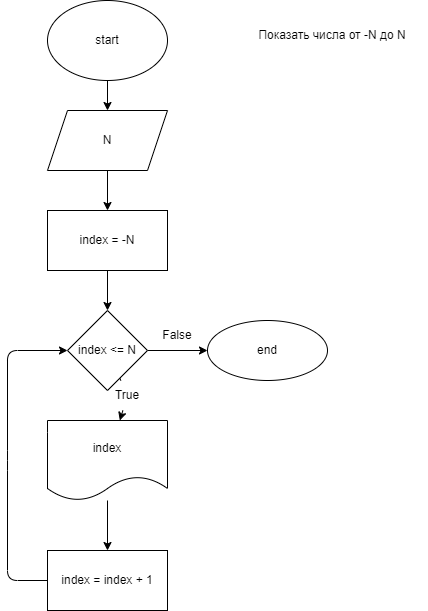 start
Показать числа от -N до N
N
index = -N
index <= N
False
end
True
index
index = index + 1